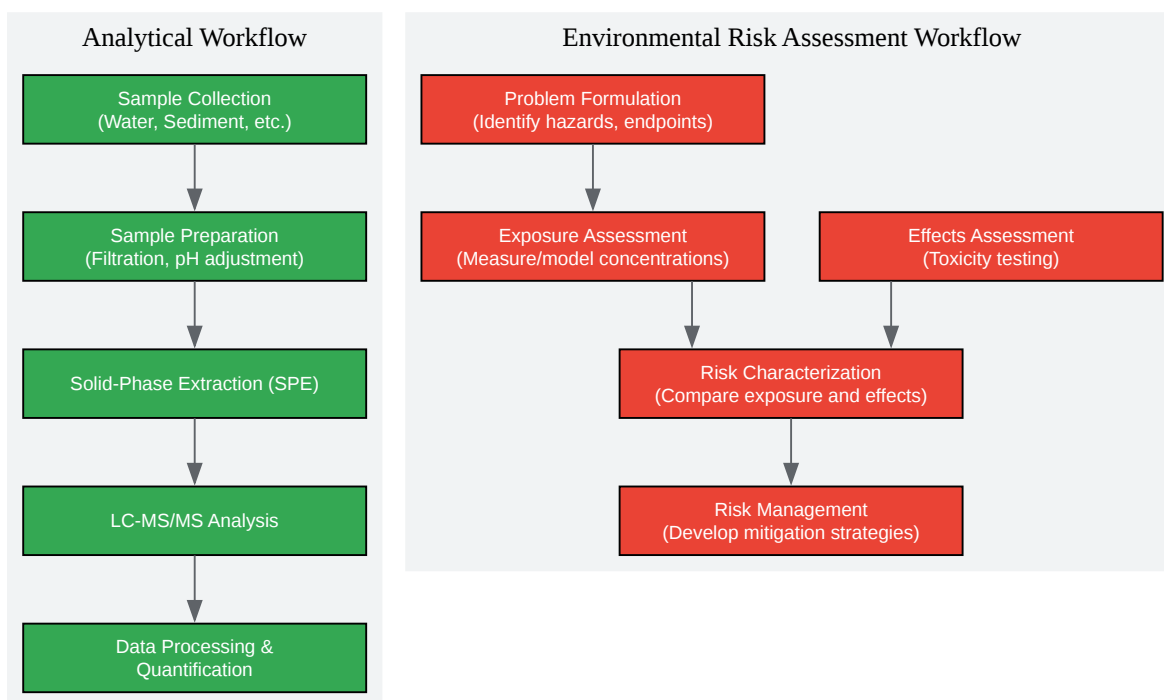 Analytical Workflow
Sample Collection
(Water, Sediment, etc.)
Sample Preparation
(Filtration, pH adjustment)
Solid-Phase Extraction (SPE)
LC-MS/MS Analysis
Data Processing &
Quantification
Environmental Risk Assessment Workflow
Problem Formulation
(Identify hazards, endpoints)
Exposure Assessment
(Measure/model concentrations)
Effects Assessment
(Toxicity testing)
Risk Characterization
(Compare exposure and effects)
Risk Management
(Develop mitigation strategies)